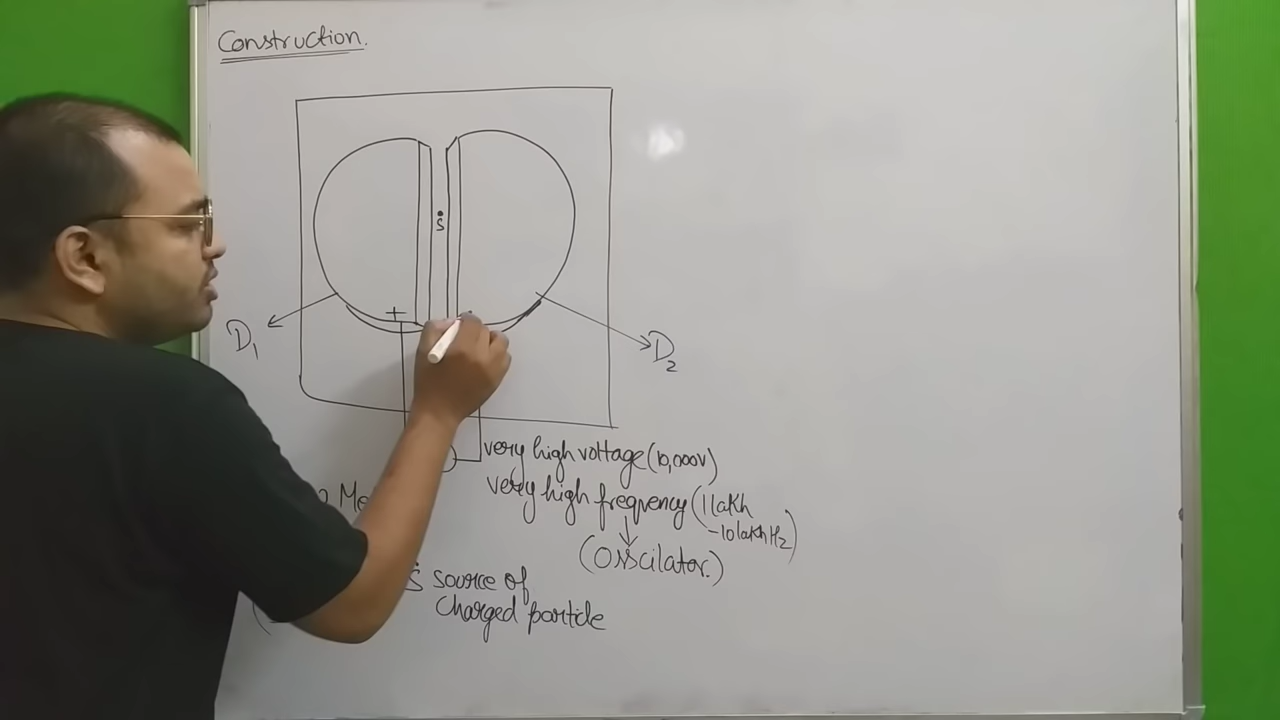 Construction.
+
Ṡ
D₁
D₂
very high voltage (10,000V)
very high frequency (1 lakh
- 10 lakh Hz)
(Osscilator.)
S source of
Charged particle